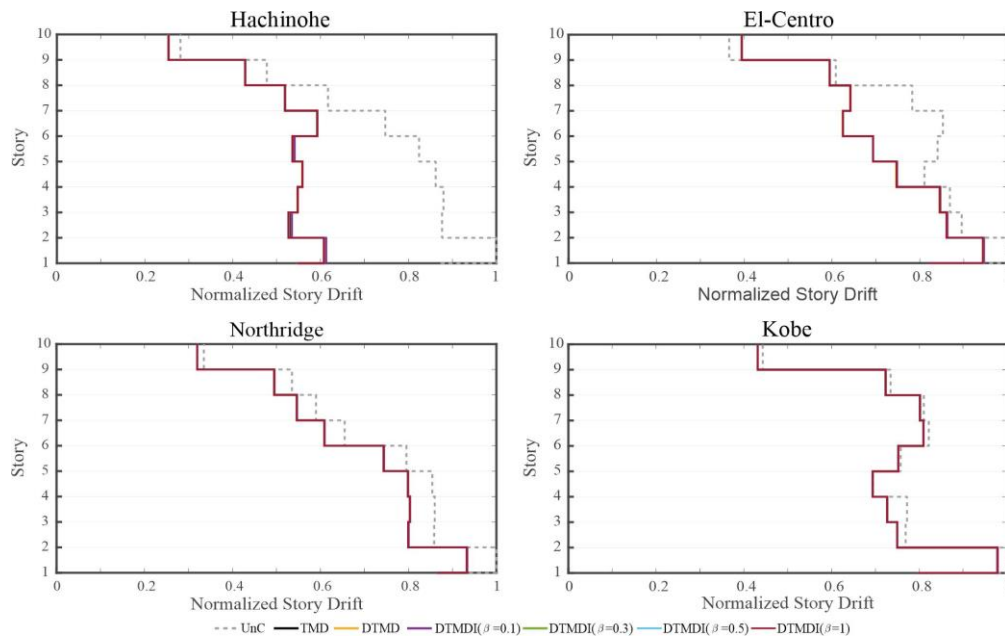 Hachinohe
10
9
8
7
6
5
4
3
2
1
Story
0 0.2 0.4 0.6 0.8 1
Normalized Story Drift
El-Centro
10
9
8
7
6
5
4
3
2
1
Story
0 0.2 0.4 0.6 0.8
Normalized Story Drift
Northridge
10
9
8
7
6
5
4
3
2
1
Story
0 0.2 0.4 0.6 0.8 1
Normalized Story Drift
Kobe
10
9
8
7
6
5
4
3
2
1
Story
0 0.2 0.4 0.6 0.8
Normalized Story Drift
UnC TMD DTMD DTMDI(β=0.1) DTMDI(β=0.3) DTMDI(β=0.5) DTMDI(β=1)